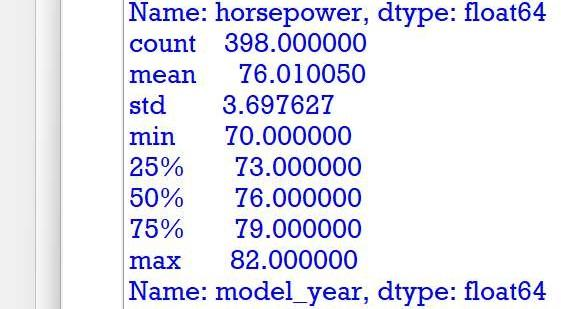 Name: horsepower, dtype: float64
count 398.000000
mean 76.010050
std 3.697627
min 70.000000
25% 73.000000
50% 76.000000
75% 79.000000
max 82.000000
Name: model_year, dtype: float64